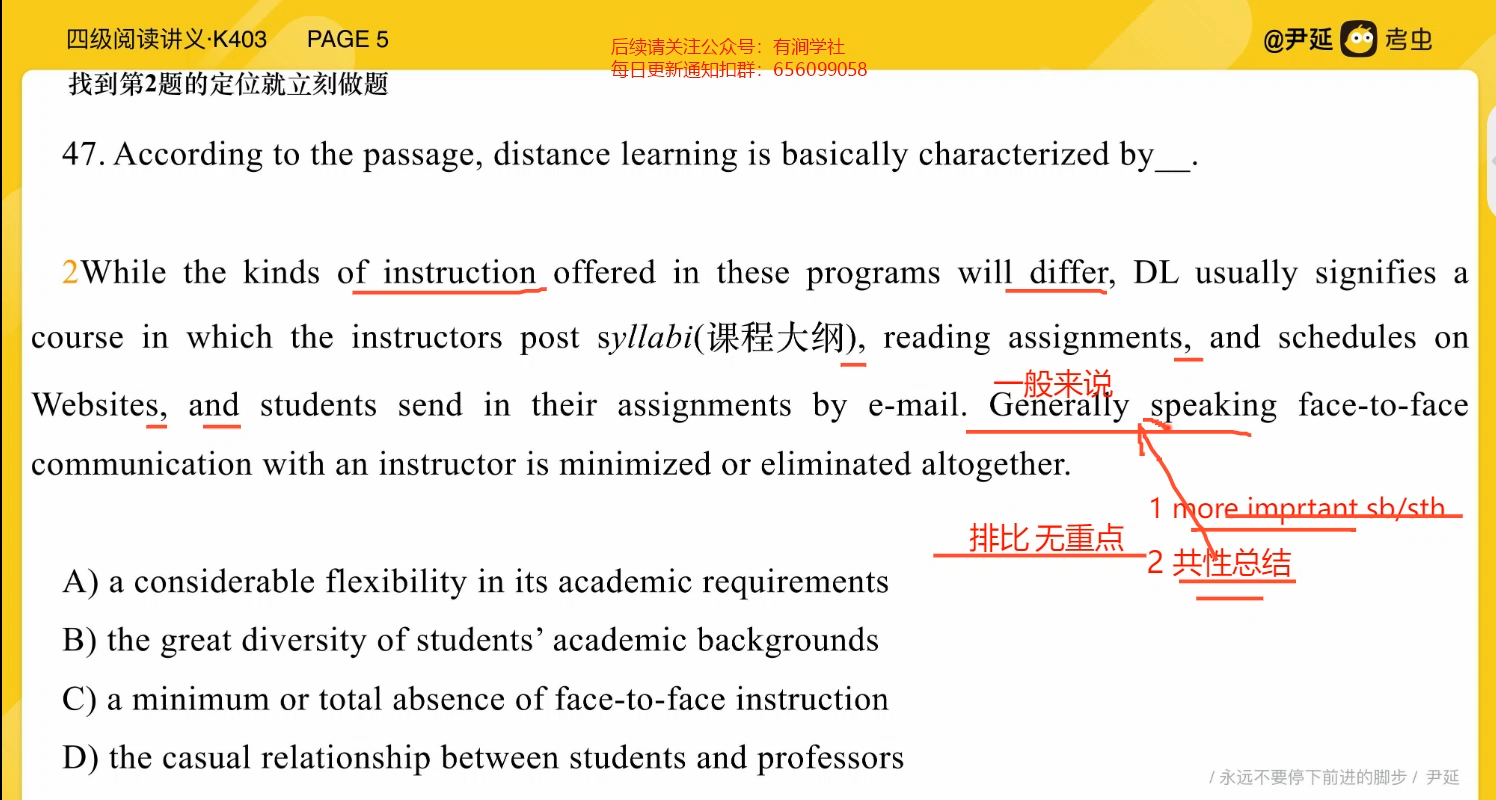 四级阅读讲义·K403 PAGE 5
后续请关注公众号：有涧学社
@尹延 考虫
每日更新通知扣群：656099058
找到第2题的定位就立刻做题
47. According to the passage, distance learning is basically characterized by__.
2While the kinds of instruction offered in these programs will differ, DL usually signifies a
course in which the instructors post syllabi(课程大纲), reading assignments, and schedules on
一般来说
Websites, and students send in their assignments by e-mail. Generally speaking face-to-face
communication with an instructor is minimized or eliminated altogether.
1 more imprtant sb/sth
排比 无重点
2 共性总结
A) a considerable flexibility in its academic requirements
B) the great diversity of students’ academic backgrounds
C) a minimum or total absence of face-to-face instruction
D) the casual relationship between students and professors
/ 永远不要停下前进的脚步 / 尹延